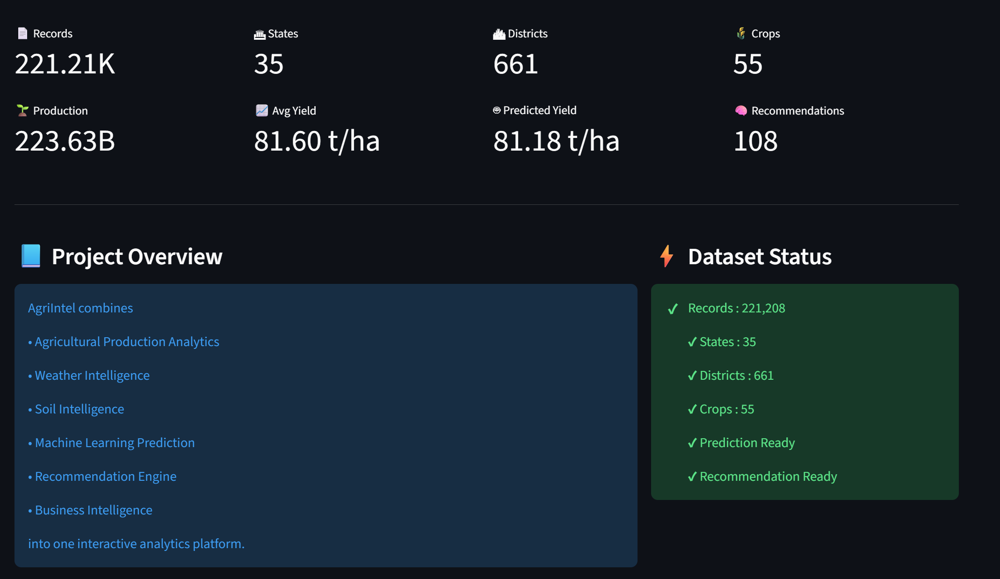 Records
States
Districts
Crops
221.21K
35
661
55
Production
Avg Yield
Predicted Yield
Recommendations
223.63B
81.60 t/ha
81.18 t/ha
108
Project Overview
AgriIntel combines
• Agricultural Production Analytics
• Weather Intelligence
• Soil Intelligence
• Machine Learning Prediction
• Recommendation Engine
• Business Intelligence
into one interactive analytics platform.
Dataset Status
✓ Records : 221,208
✓ States : 35
✓ Districts : 661
✓ Crops : 55
✓ Prediction Ready
✓ Recommendation Ready